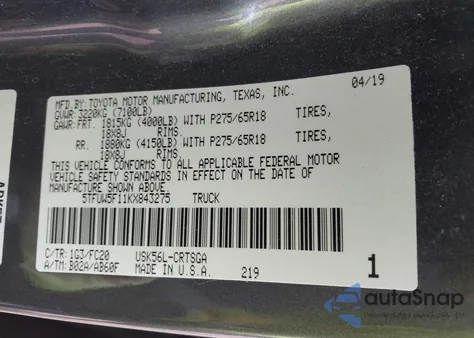 MFD.BY: TOYOTA MOTOR MANUFACTURING, TEXAS, INC. 04/19
GVWR: 3220KG (7100LB)
GAWR: FRT. 1815KG (4000LB) WITH P275/65R18 TIRES,
18X8J RIMS.
RR. 1880KG (4150LB) WITH P275/65R18 TIRES,
18X8J RIMS.
THIS VEHICLE CONFORMS TO ALL APPLICABLE FEDERAL MOTOR
VEHICLE SAFETY STANDARDS IN EFFECT ON THE DATE OF
MANUFACTURE SHOWN ABOVE.
5TFUW5F11KX843275 TRUCK
C/TR: 1G3/FC20 USK56L-CRTSGA
A/TM: B02A/AB60F MADE IN U.S.A. 219 1
autoSnap